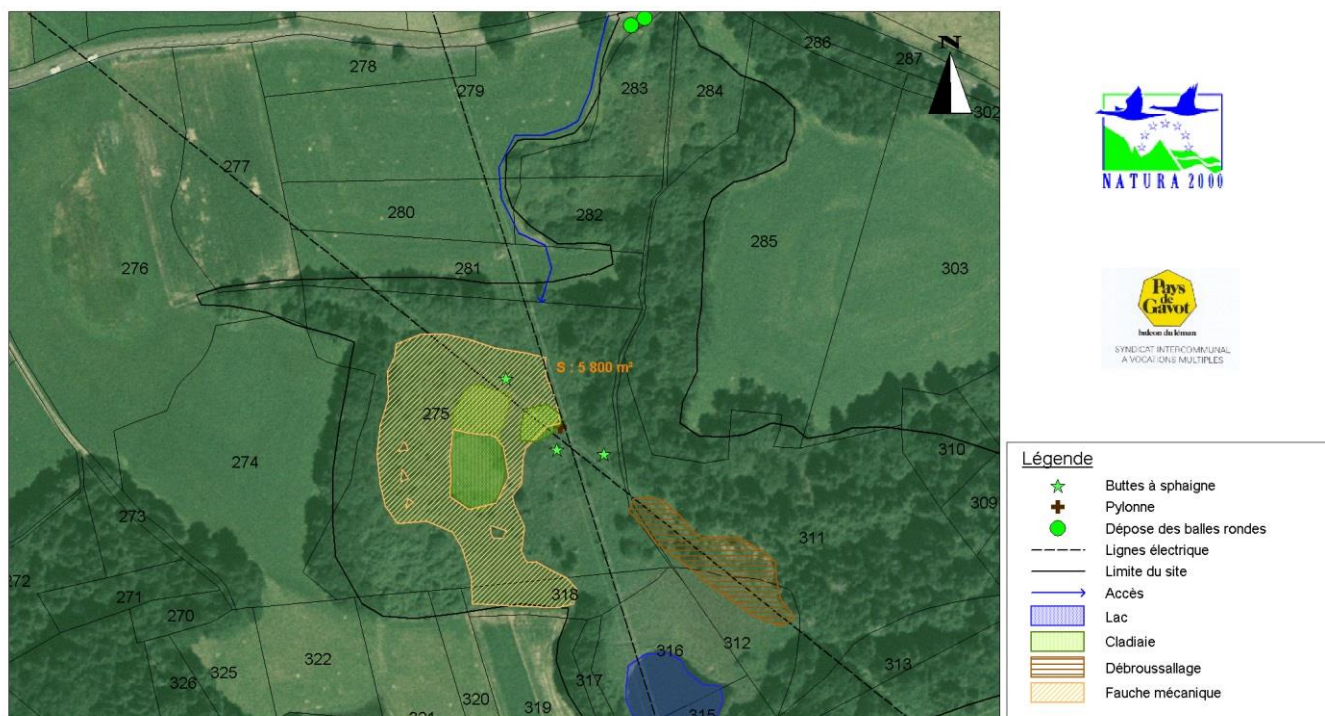 278
279
283
284
286
287
302
N
277
280
282
276
281
285
303
S : 5 800 m²
275
274
310
309
273
311
272
271
270
318
312
316
313
317
322
325
326
320
319
315
NATURA 2000
Pays
de
Gavot
balcon du léman
SYNDICAT INTERCOMMUNAL
A VOCATIONS MULTIPLES
Légende
Buttes à sphaigne
Pylonne
Dépose des balles rondes
Lignes électrique
Limite du site
Accès
Lac
Cladiaie
Débroussallage
Fauche mécanique